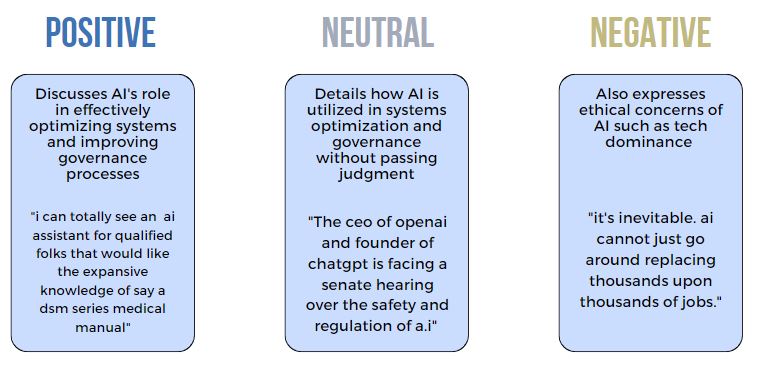 POSITIVE
Discusses AI's role
in effectively
optimizing systems
and improving
governance
processes
"i can totally see an ai
assistant for qualified
folks that would like
the expansive
knowledge of say a
dsm series medical
manual"
NEUTRAL
Details how AI is
utilized in systems
optimization and
governance
without passing
judgment
"The ceo of openai
and founder of
chatgpt is facing a
senate hearing
over the safety and
regulation of a.i"
NEGATIVE
Also expresses
ethical concerns of
AI such as tech
dominance
"it's inevitable. ai
cannot just go
around replacing
thousands upon
thousands of jobs."